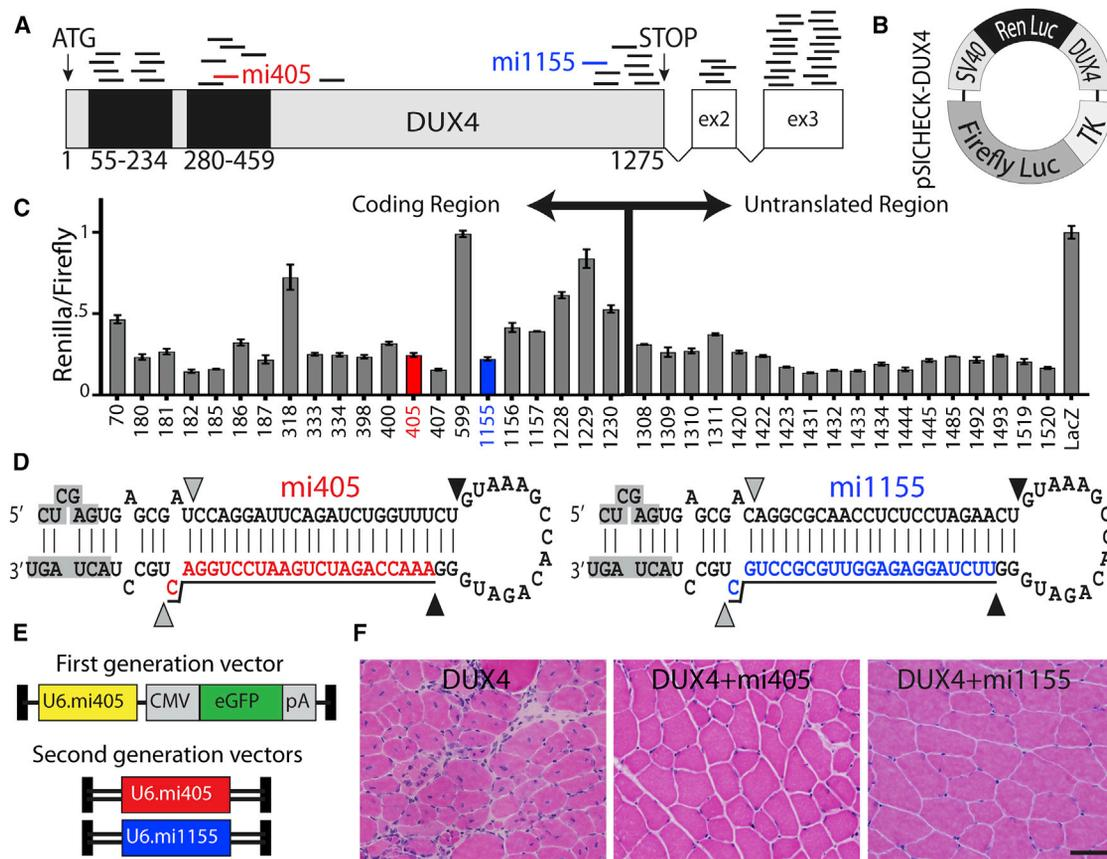 A
ATG
mi405
mi1155
STOP
DUX4
ex2
ex3
1
55-234
280-459
1275
B
pSICHECK-DUX4
SV40
Ren Luc
DUX4
TK
Firefly Luc
C
Coding Region
Untranslated Region
Renilla/Firefly
1
.5
0
70 180 181 182 185 186 187 318 333 334 398 400 405 407 599 1155 1156 1157 1228 1229 1230 1308 1309 1310 1311 1420 1422 1423 1431 1432 1433 1434 1444 1445 1485 1492 1493 1519 1520 LacZ
D
mi405
CG A A GUAAAG
5′ CU AGUG GCG UCCAGGAUUCAGAUCUGGUUUCU C
C
A
3′UGA UCAU CGU AGGUCCUAAGUCUAGACCAAAGG C
C C GUAGA
mi1155
CG A A GUAAAG
5′ CU AGUG GCG CAGGCGCAACCUCUCCUAGAACU C
C
A
3′UGA UCAU CGU GUCCGCGUUGGAGAGGAUCUUGG C
C C GUAGA
E
First generation vector
U6.mi405
CMV
eGFP
pA
Second generation vectors
U6.mi405
U6.mi1155
F
DUX4
DUX4+mi405
DUX4+mi1155